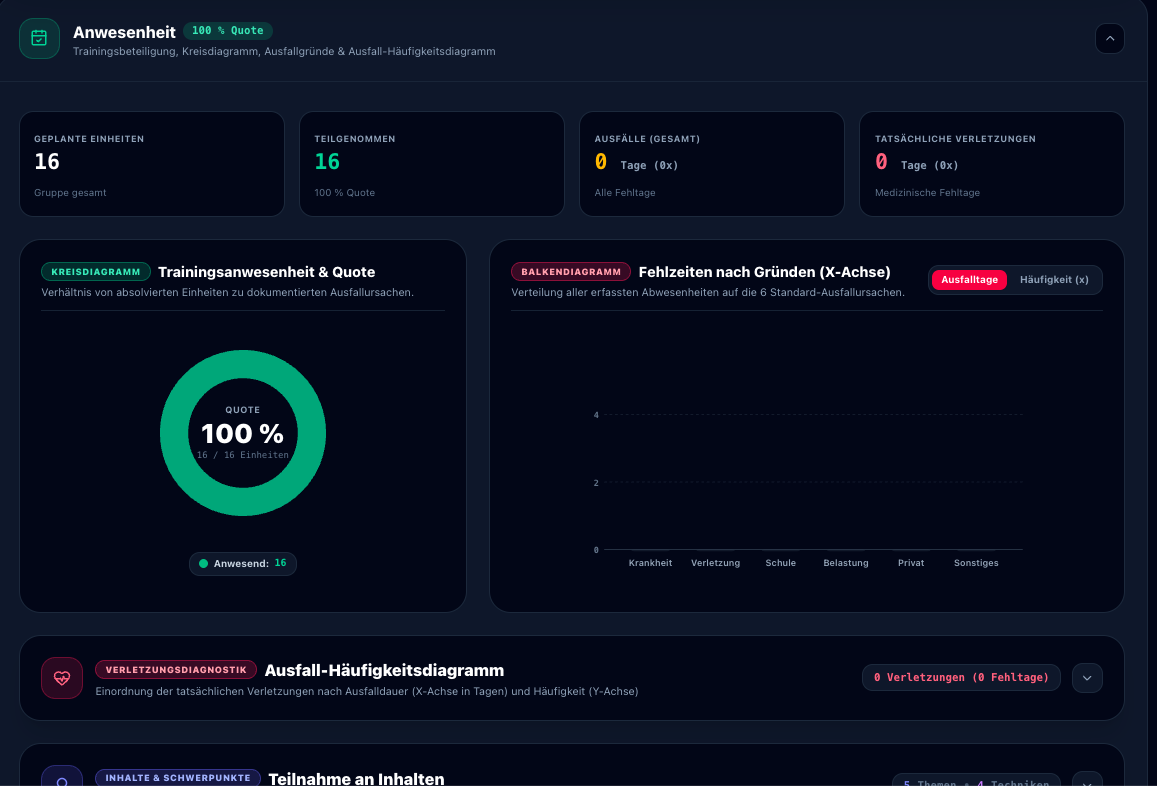 Anwesenheit 100 % Quote
Trainingsbeteiligung, Kreisdiagramm, Ausfallgründe & Ausfall-Häufigkeitsdiagramm
GEPLANTE EINHEITEN
16
Gruppe gesamt
TEILGENOMMEN
16
100 % Quote
AUSFÄLLE (GESAMT)
0 Tage (0x)
Alle Fehltage
TATSÄCHLICHE VERLETZUNGEN
0 Tage (0x)
Medizinische Fehltage
KREISDIAGRAMM Trainingsanwesenheit & Quote
Verhältnis von absolvierten Einheiten zu dokumentierten Ausfallursachen.
QUOTE
100 %
16 / 16 Einheiten
Anwesend: 16
BALKENDIAGRAMM Fehlzeiten nach Gründen (X-Achse)
Verteilung aller erfassten Abwesenheiten auf die 6 Standard-Ausfallursachen.
Ausfalltage Häufigkeit (x)
4
2
0
Krankheit Verletzung Schule Belastung Privat Sonstiges
VERLETZUNGSDIAGNOSTIK Ausfall-Häufigkeitsdiagramm
Einordnung der tatsächlichen Verletzungen nach Ausfalldauer (X-Achse in Tagen) und Häufigkeit (Y-Achse)
0 Verletzungen (0 Fehltage)
INHALTE & SCHWERPUNKTE Teilnahme an Inhalten
5 Themen • 4 Techniken